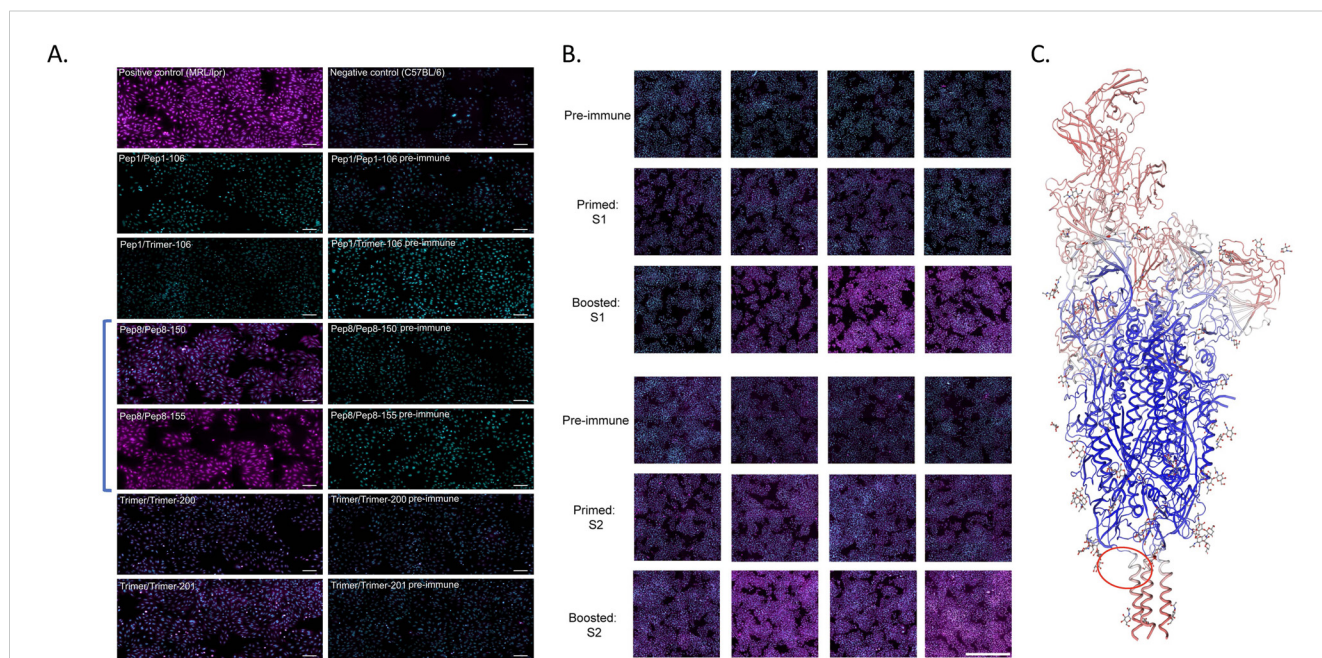 A.
Positive control (MRL/lpr)
Negative control (C57BL/6)
Pep1/Pep1-106
Pep1/Pep1-106 pre-immune
Pep1/Trimer-106
Pep1/Trimer-106 pre-immune
Pep8/Pep8-150
Pep8/Pep8-150 pre-immune
Pep8/Pep8-155
Pep8/Pep8-155 pre-immune
Trimer/Trimer-200
Trimer/Trimer-200 pre-immune
Trimer/Trimer-201
Trimer/Trimer-201 pre-immune
B.
Pre-immune
Primed:
S1
Boosted:
S1
Pre-immune
Primed:
S2
Boosted:
S2
C.